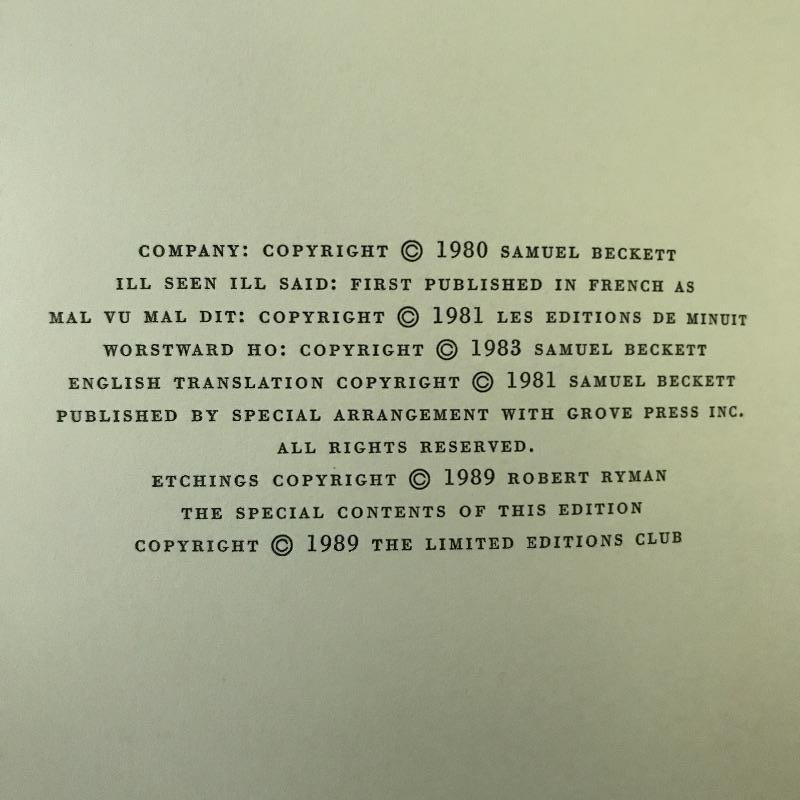 COMPANY: COPYRIGHT © 1980 SAMUEL BECKETT
ILL SEEN ILL SAID: FIRST PUBLISHED IN FRENCH AS
MAL VU MAL DIT: COPYRIGHT © 1981 LES EDITIONS DE MINUIT
WORSTWARD HO: COPYRIGHT © 1983 SAMUEL BECKETT
ENGLISH TRANSLATION COPYRIGHT © 1981 SAMUEL BECKETT
PUBLISHED BY SPECIAL ARRANGEMENT WITH GROVE PRESS INC.
ALL RIGHTS RESERVED.
ETCHINGS COPYRIGHT © 1989 ROBERT RYMAN
THE SPECIAL CONTENTS OF THIS EDITION
COPYRIGHT © 1989 THE LIMITED EDITIONS CLUB